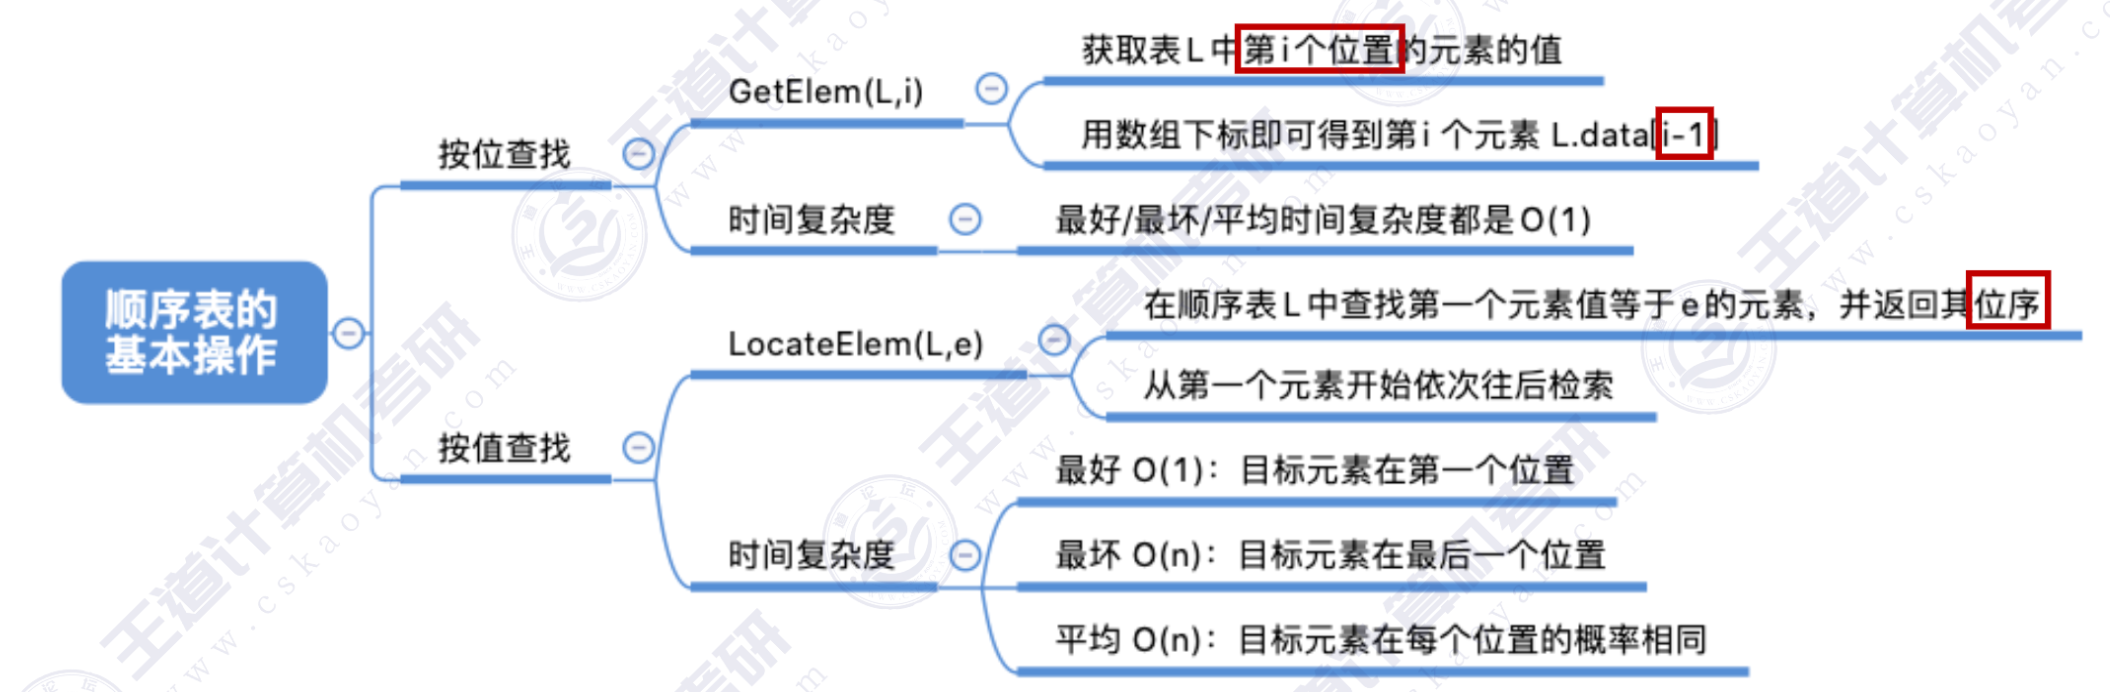 顺序表的
基本操作
按位查找
GetElem(L,i)
获取表L中第i个位置的元素的值
用数组下标即可得到第i个元素 L.data[i-1]
时间复杂度
最好/最坏/平均时间复杂度都是O(1)
按值查找
LocateElem(L,e)
在顺序表L中查找第一个元素值等于e的元素，并返回其位序
从第一个元素开始依次往后检索
时间复杂度
最好 O(1)：目标元素在第一个位置
最坏 O(n)：目标元素在最后一个位置
平均 O(n)：目标元素在每个位置的概率相同
王道计算机考研
www.cskaoyan.com